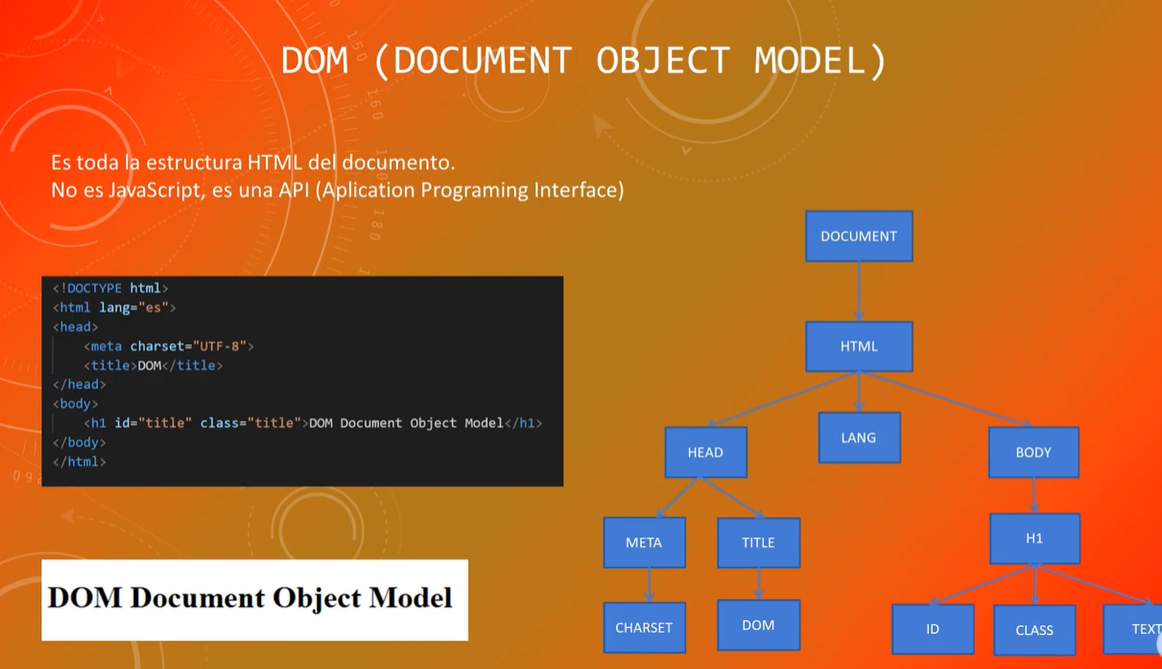 DOM (DOCUMENT OBJECT MODEL)
Es toda la estructura HTML del documento.
No es JavaScript, es una API (Aplication Programing Interface)
<!DOCTYPE html>
<html lang="es">
<head>
<meta charset="UTF-8">
<title>DOM</title>
</head>
<body>
<h1 id="title" class="title">DOM Document Object Model</h1>
</body>
</html>
DOM Document Object Model
DOCUMENT
HTML
HEAD
LANG
BODY
META
TITLE
H1
CHARSET
DOM
ID
CLASS
TEXT
150
160
180